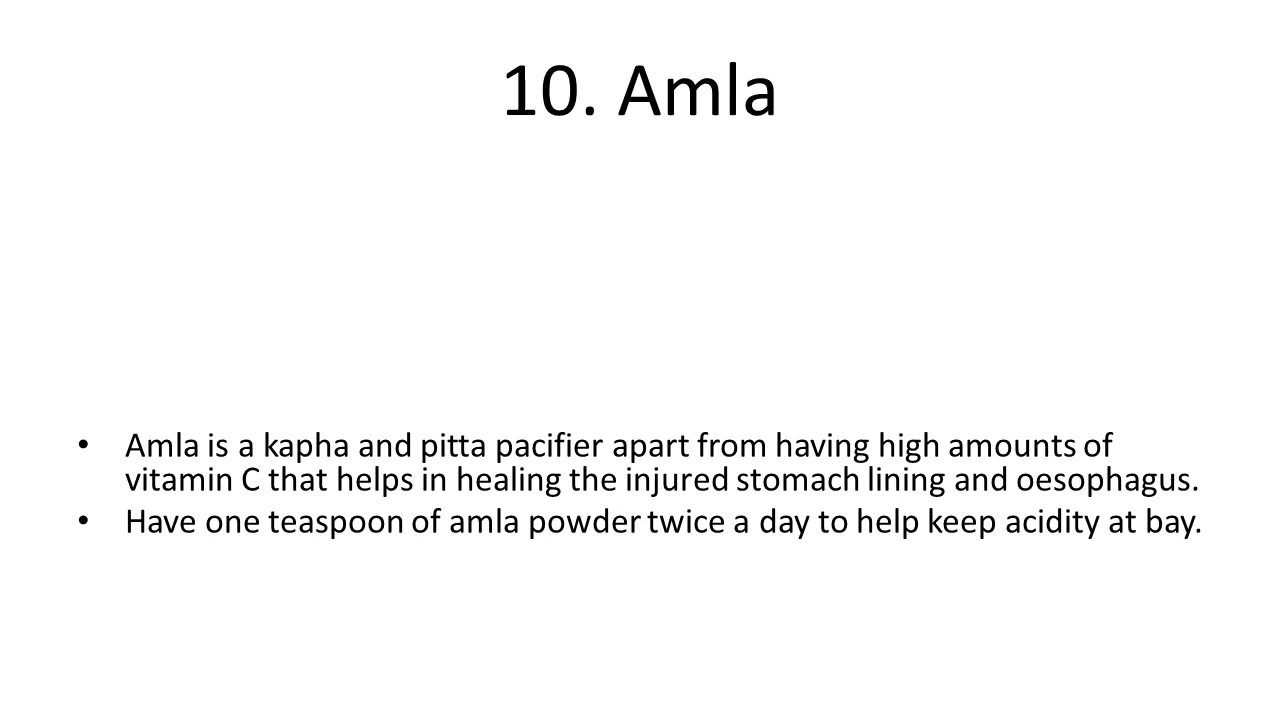 10. Amla
• Amla is a kapha and pitta pacifier apart from having high amounts of
vitamin C that helps in healing the injured stomach lining and oesophagus.
• Have one teaspoon of amla powder twice a day to help keep acidity at bay.